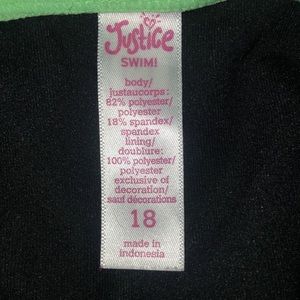 Justice
SWIM!
body/
justaucorps:
82% polyester/
polyester
18% spandex/
spandex
lining/
doublure:
100% polyester/
polyester
exclusive of
decoration/
sauf décorations
18
made in
indonesia